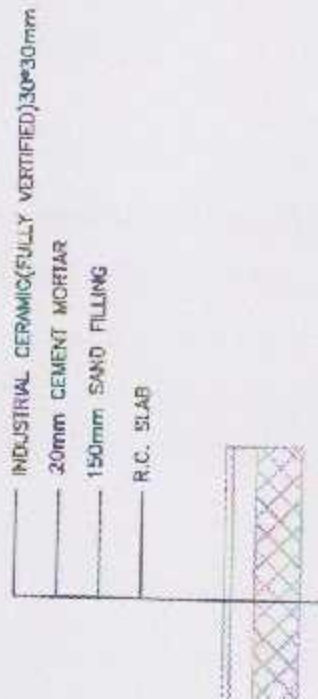 INDUSTRIAL CERAMIC(FULLY VERTIFIED)30*30mm
20mm CEMENT MORTAR
150mm SAND FILLING
R.C. SLAB